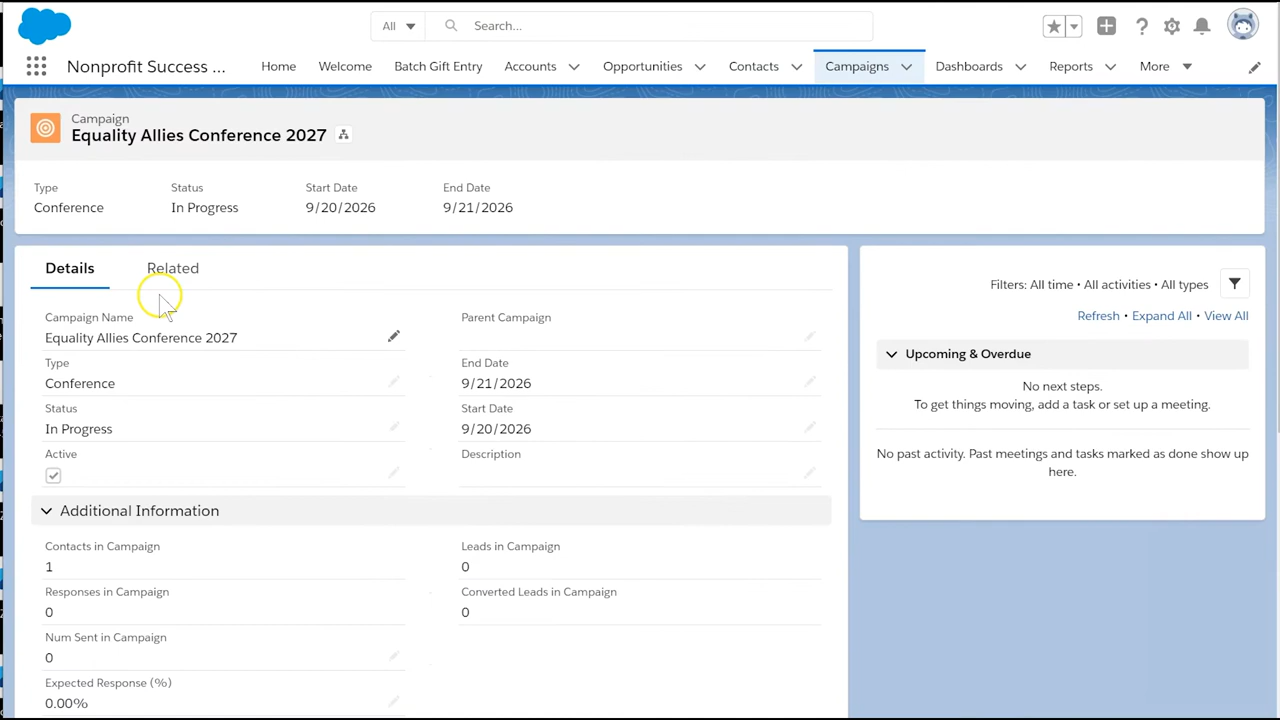 All
Search...
Nonprofit Success ...
Home
Welcome
Batch Gift Entry
Accounts
Opportunities
Contacts
Campaigns
Dashboards
Reports
More
Campaign
Equality Allies Conference 2027
Type
Status
Start Date
End Date
Conference
In Progress
9/20/2026
9/21/2026
Details
Related
Campaign Name
Equality Allies Conference 2027
Parent Campaign
Type
Conference
End Date
9/21/2026
Status
In Progress
Start Date
9/20/2026
Active
Description
Additional Information
Contacts in Campaign
1
Leads in Campaign
0
Responses in Campaign
0
Converted Leads in Campaign
0
Num Sent in Campaign
0
Expected Response (%)
0.00%
Filters: All time • All activities • All types
Refresh • Expand All • View All
Upcoming & Overdue
No next steps.
To get things moving, add a task or set up a meeting.
No past activity. Past meetings and tasks marked as done show up
here.